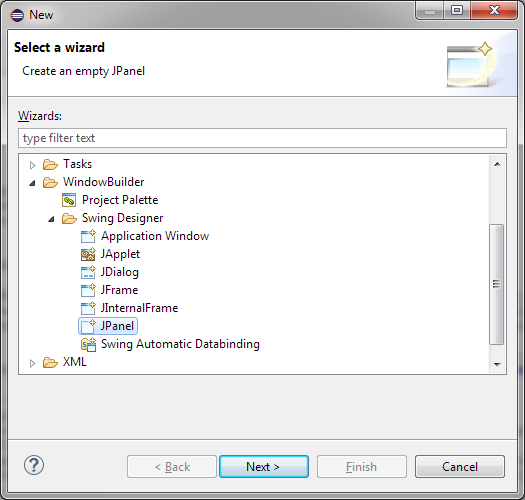 New
Select a wizard
Create an empty JPanel
Wizards:
type filter text
Tasks
WindowBuilder
Project Palette
Swing Designer
Application Window
JApplet
JDialog
JFrame
JInternalFrame
JPanel
Swing Automatic Databinding
XML
?
< Back
Next >
Finish
Cancel